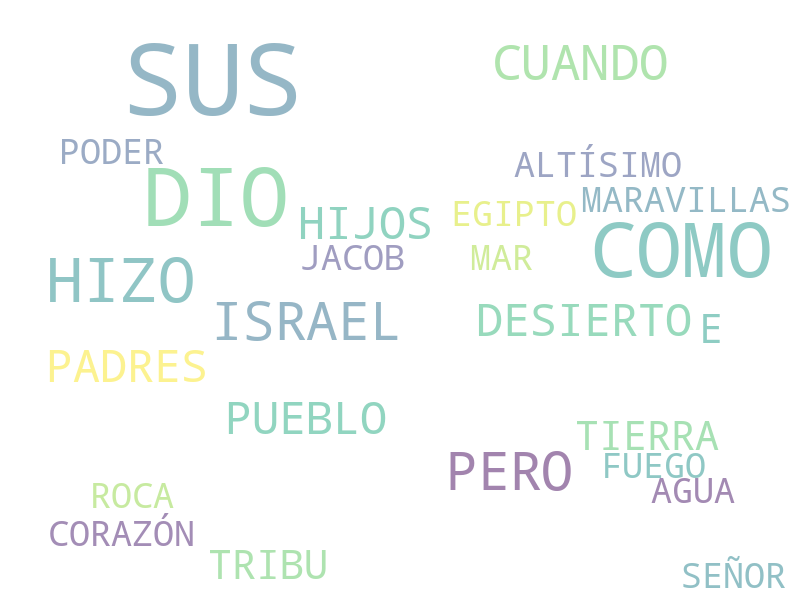 SUS
CUANDO
PODER
ALTÍSIMO
DIO
MARAVILLAS
HIJOS
EGIPTO
COMO
JACOB
MAR
HIZO
ISRAEL
DESIERTO
E
PADRES
PUEBLO
TIERRA
PERO
FUEGO
AGUA
ROCA
CORAZÓN
TRIBU
SEÑOR